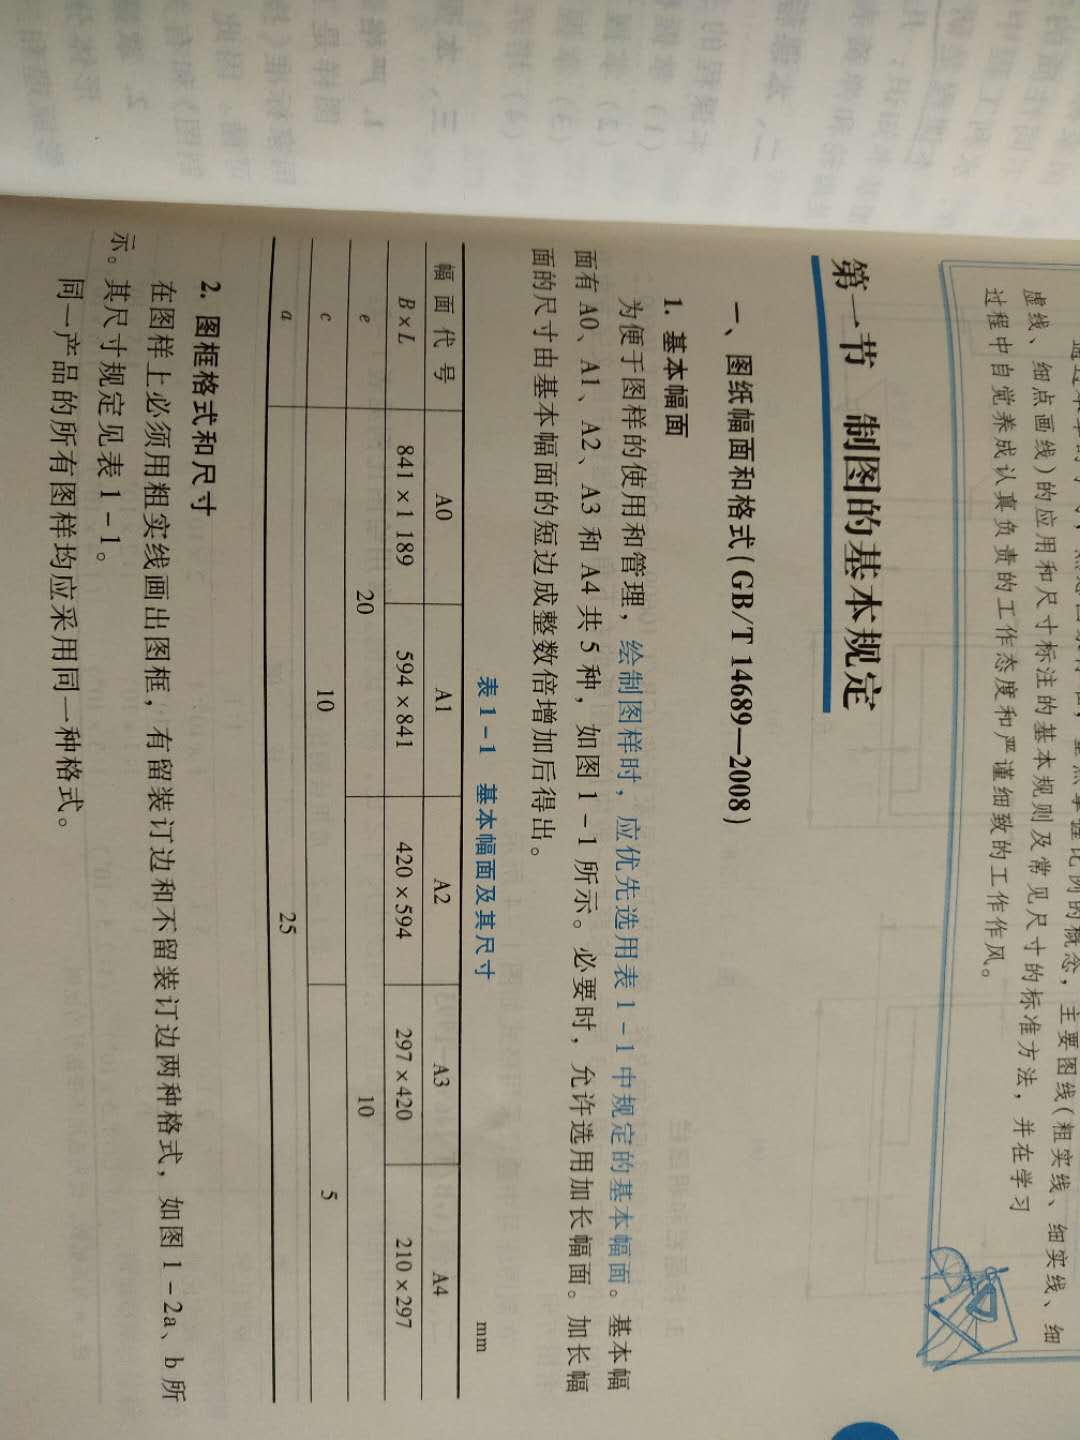 虚线、细点画线)的应用和尺寸标注的基本规则及常见尺寸的标准方法,并在学习
过程中自觉养成认真负责的工作态度和严谨细致的工作作风。
第一节 制图的基本规定
一、图纸幅面和格式(GB/T 14689—2008)
1. 基本幅面
为便于图样的使用和管理,绘制图样时,应优先选用表1-1中规定的基本幅面。基本幅
面有 A0、A1、A2、A3 和 A4 共5种,如图1-1所示。必要时,允许选用加长幅面。加长幅
面的尺寸由基本幅面的短边成整数倍增加后得出。
表1-1 基本幅面及其尺寸 mm
幅面代号 A0 A1 A2 A3 A4
B×L 841×1 189 594×841 420×594 297×420 210×297
e 20 10
c 10 5
a 25
2. 图框格式和尺寸
在图样上必须用粗实线画出图框,有留装订边和不留装订边两种格式,如图1-2a、b所
示。其尺寸规定见表1-1。
同一产品的所有图样均应采用同一种格式。